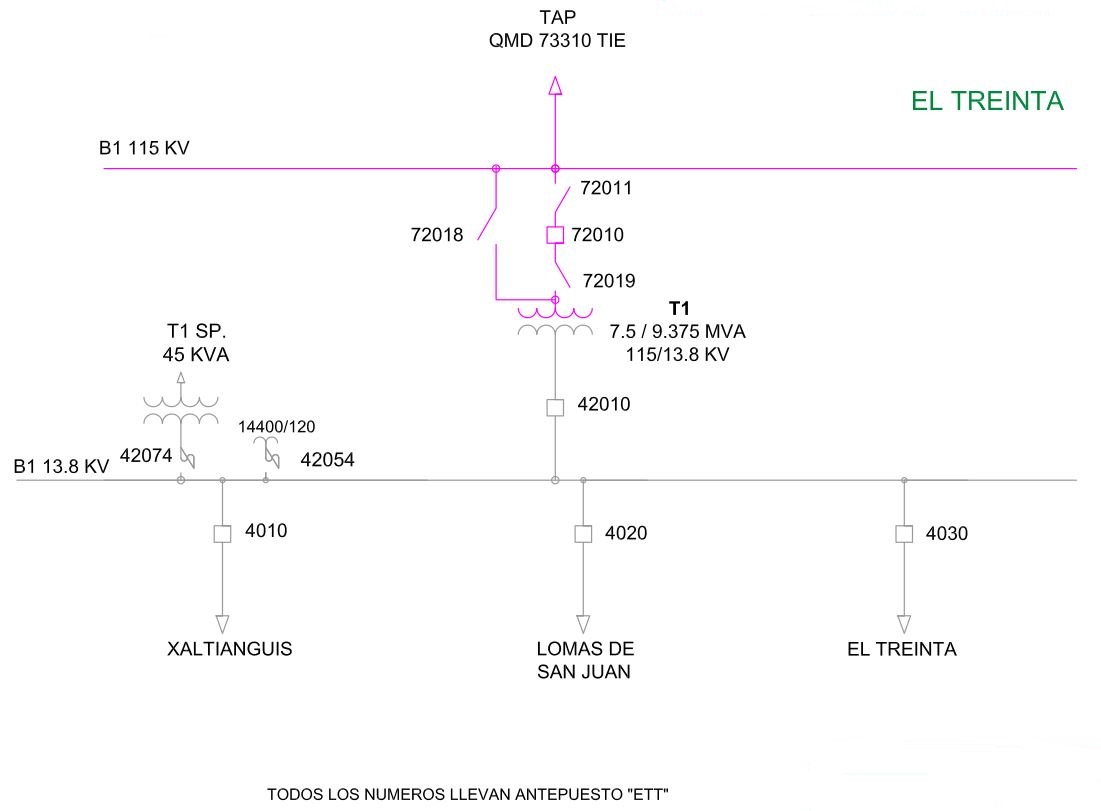 TAP
QMD 73310 TIE
EL TREINTA
B1 115 KV
72011
72018
72010
72019
T1
7.5 / 9.375 MVA
115/13.8 KV
T1 SP.
45 KVA
42010
14400/120
42074
42054
B1 13.8 KV
4010
4020
4030
XALTIANGUIS
LOMAS DE
SAN JUAN
EL TREINTA
TODOS LOS NUMEROS LLEVAN ANTEPUESTO "ETT"